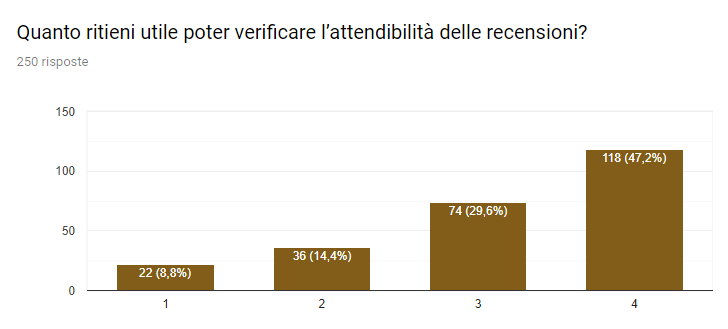 Quanto ritieni utile poter verificare l'attendibilità delle recensioni?
250 risposte
150
100
50
0
22 (8,8%)
36 (14,4%)
74 (29,6%)
118 (47,2%)
1 2 3 4